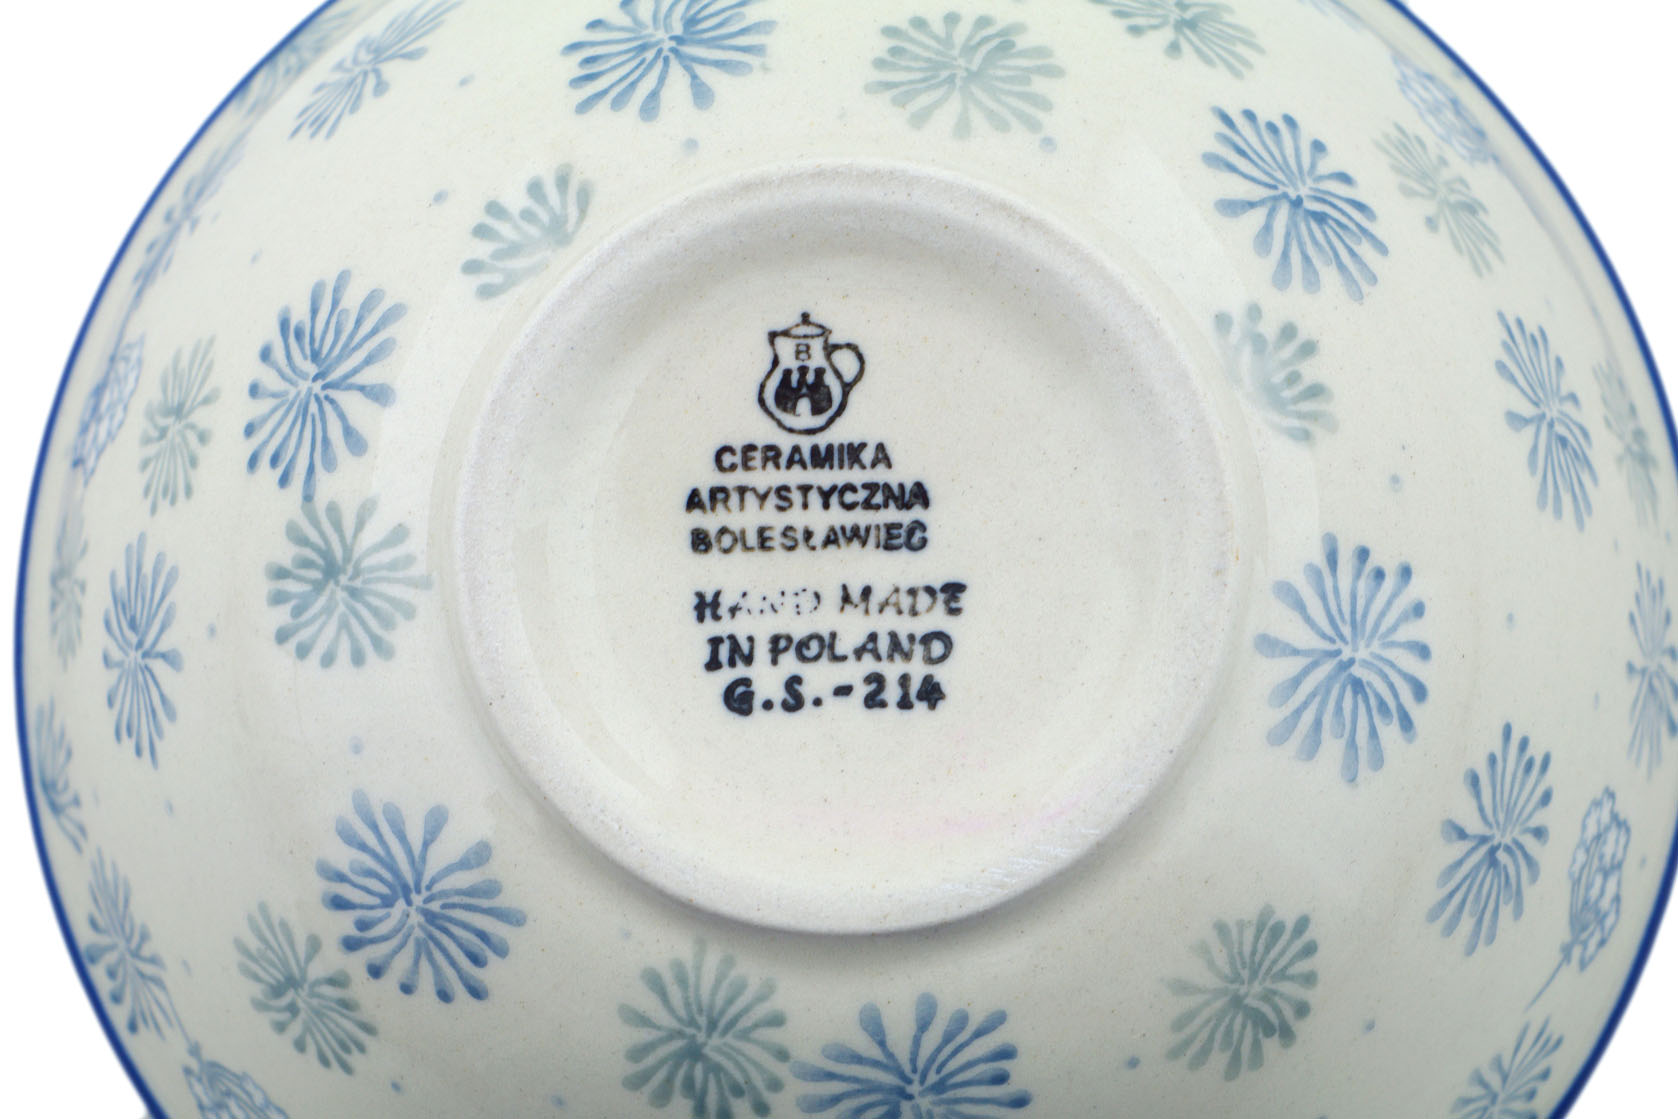 B
CERAMIKA
ARTYSTYCZNA
BOLESŁAWIEC
HAND MADE
IN POLAND
G.S.-214